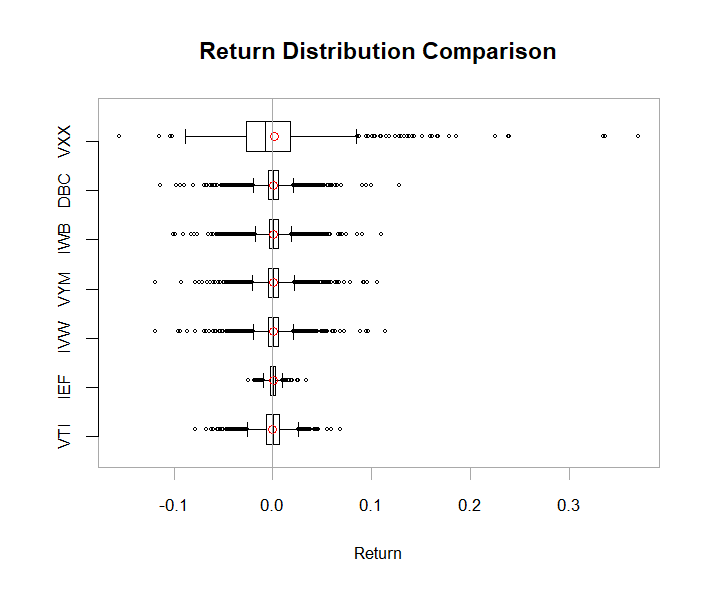 Return Distribution Comparison
VXX
DBC
IWB
VYM
IVW
IEF
VTI
-0.1 0.0 0.1 0.2 0.3
Return